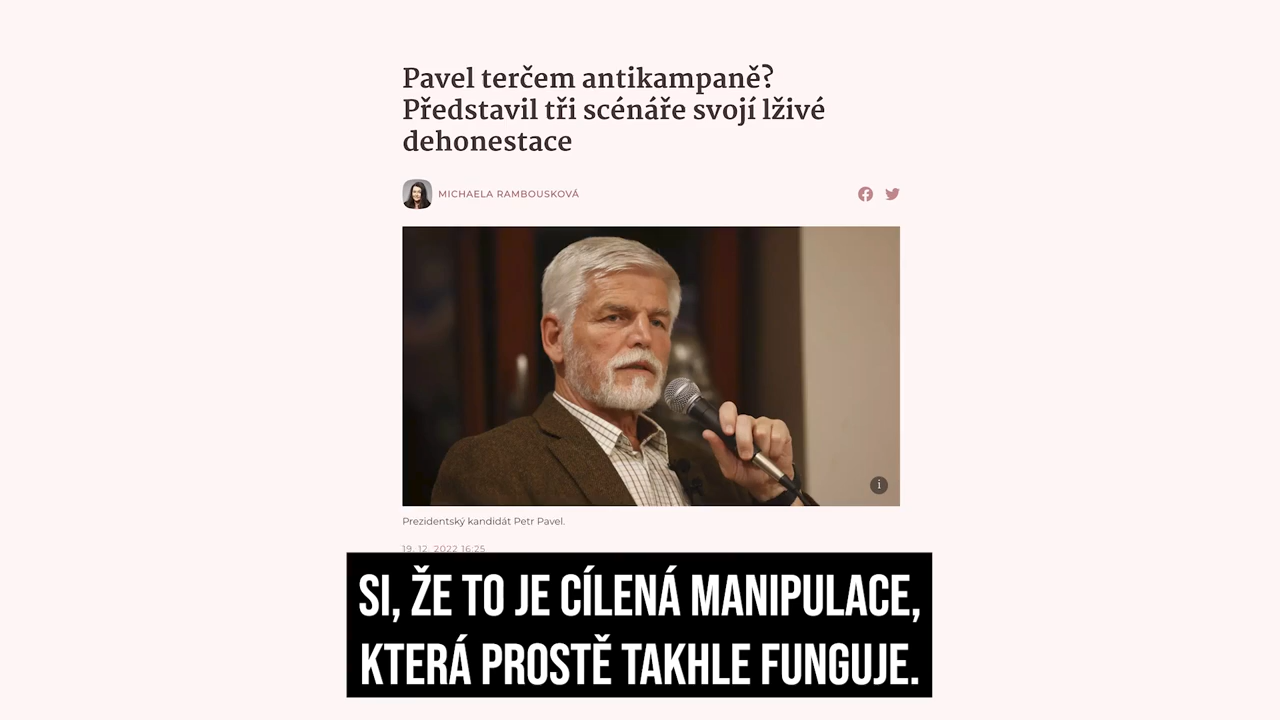 Pavel terčem antikampaně?
Představil tři scénáře svojí lživé
dehonestace
MICHAELA RAMBOUSKOVÁ
i
Prezidentský kandidát Petr Pavel.
19. 12. 2022 16:25
SI, ŽE TO JE CÍLENÁ MANIPULACE,
KTERÁ PROSTĚ TAKHLE FUNGUJE.